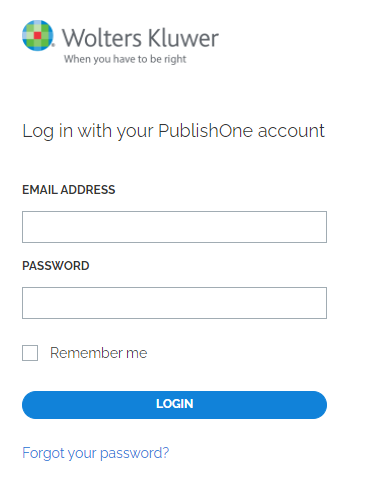 Wolters Kluwer
When you have to be right
Log in with your PublishOne account
EMAIL ADDRESS
PASSWORD
Remember me
LOGIN
Forgot your password?